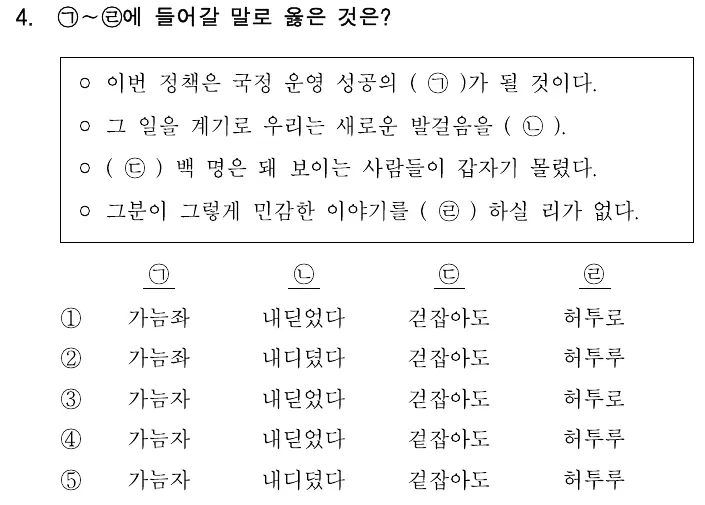 4. ㉠~㉣에 들어갈 말로 옳은 것은?
○ 이번 정책은 국정 운영 성공의 ( ㉠ )가 될 것이다.
○ 그 일을 계기로 우리는 새로운 발걸음을 ( ㉡ ).
○ ( ㉢ ) 백 명은 돼 보이는 사람들이 갑자기 몰렸다.
○ 그분이 그렇게 민감한 이야기를 ( ㉣ ) 하실 리가 없다.
㉠ ㉡ ㉢ ㉣
① 가늠좌 내딛었다 걷잡아도 허투로
② 가늠좌 내디뎠다 걷잡아도 허투루
③ 가늠자 내딛었다 걷잡아도 허투로
④ 가늠자 내딛었다 겉잡아도 허투루
⑤ 가늠자 내디뎠다 겉잡아도 허투루